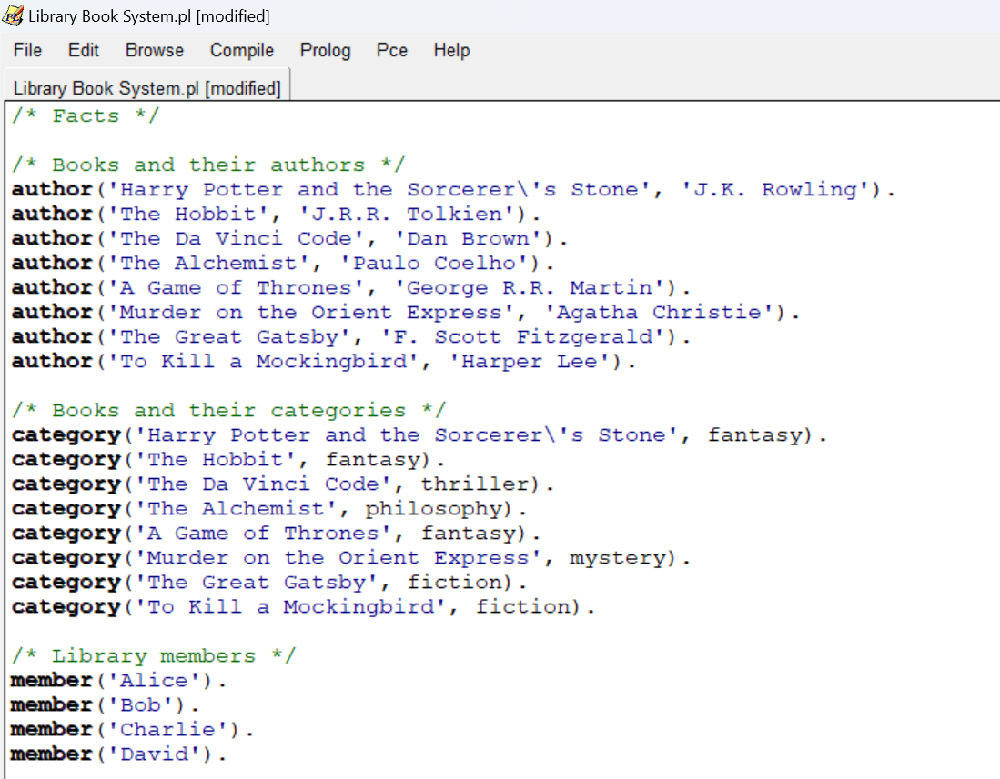 Library Book System.pl [modified]
File Edit Browse Compile Prolog Pce Help
Library Book System.pl [modified]
/* Facts */
/* Books and their authors */
author('Harry Potter and the Sorcerer\'s Stone', 'J.K. Rowling').
author('The Hobbit', 'J.R.R. Tolkien').
author('The Da Vinci Code', 'Dan Brown').
author('The Alchemist', 'Paulo Coelho').
author('A Game of Thrones', 'George R.R. Martin').
author('Murder on the Orient Express', 'Agatha Christie').
author('The Great Gatsby', 'F. Scott Fitzgerald').
author('To Kill a Mockingbird', 'Harper Lee').
/* Books and their categories */
category('Harry Potter and the Sorcerer\'s Stone', fantasy).
category('The Hobbit', fantasy).
category('The Da Vinci Code', thriller).
category('The Alchemist', philosophy).
category('A Game of Thrones', fantasy).
category('Murder on the Orient Express', mystery).
category('The Great Gatsby', fiction).
category('To Kill a Mockingbird', fiction).
/* Library members */
member('Alice').
member('Bob').
member('Charlie').
member('David').